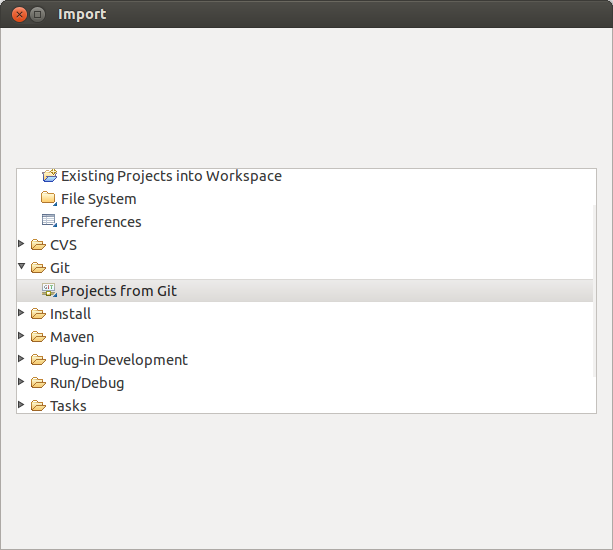 Import
Existing Projects into Workspace
File System
Preferences
CVS
Git
GIT Projects from Git
Install
Maven
Plug-in Development
Run/Debug
Tasks